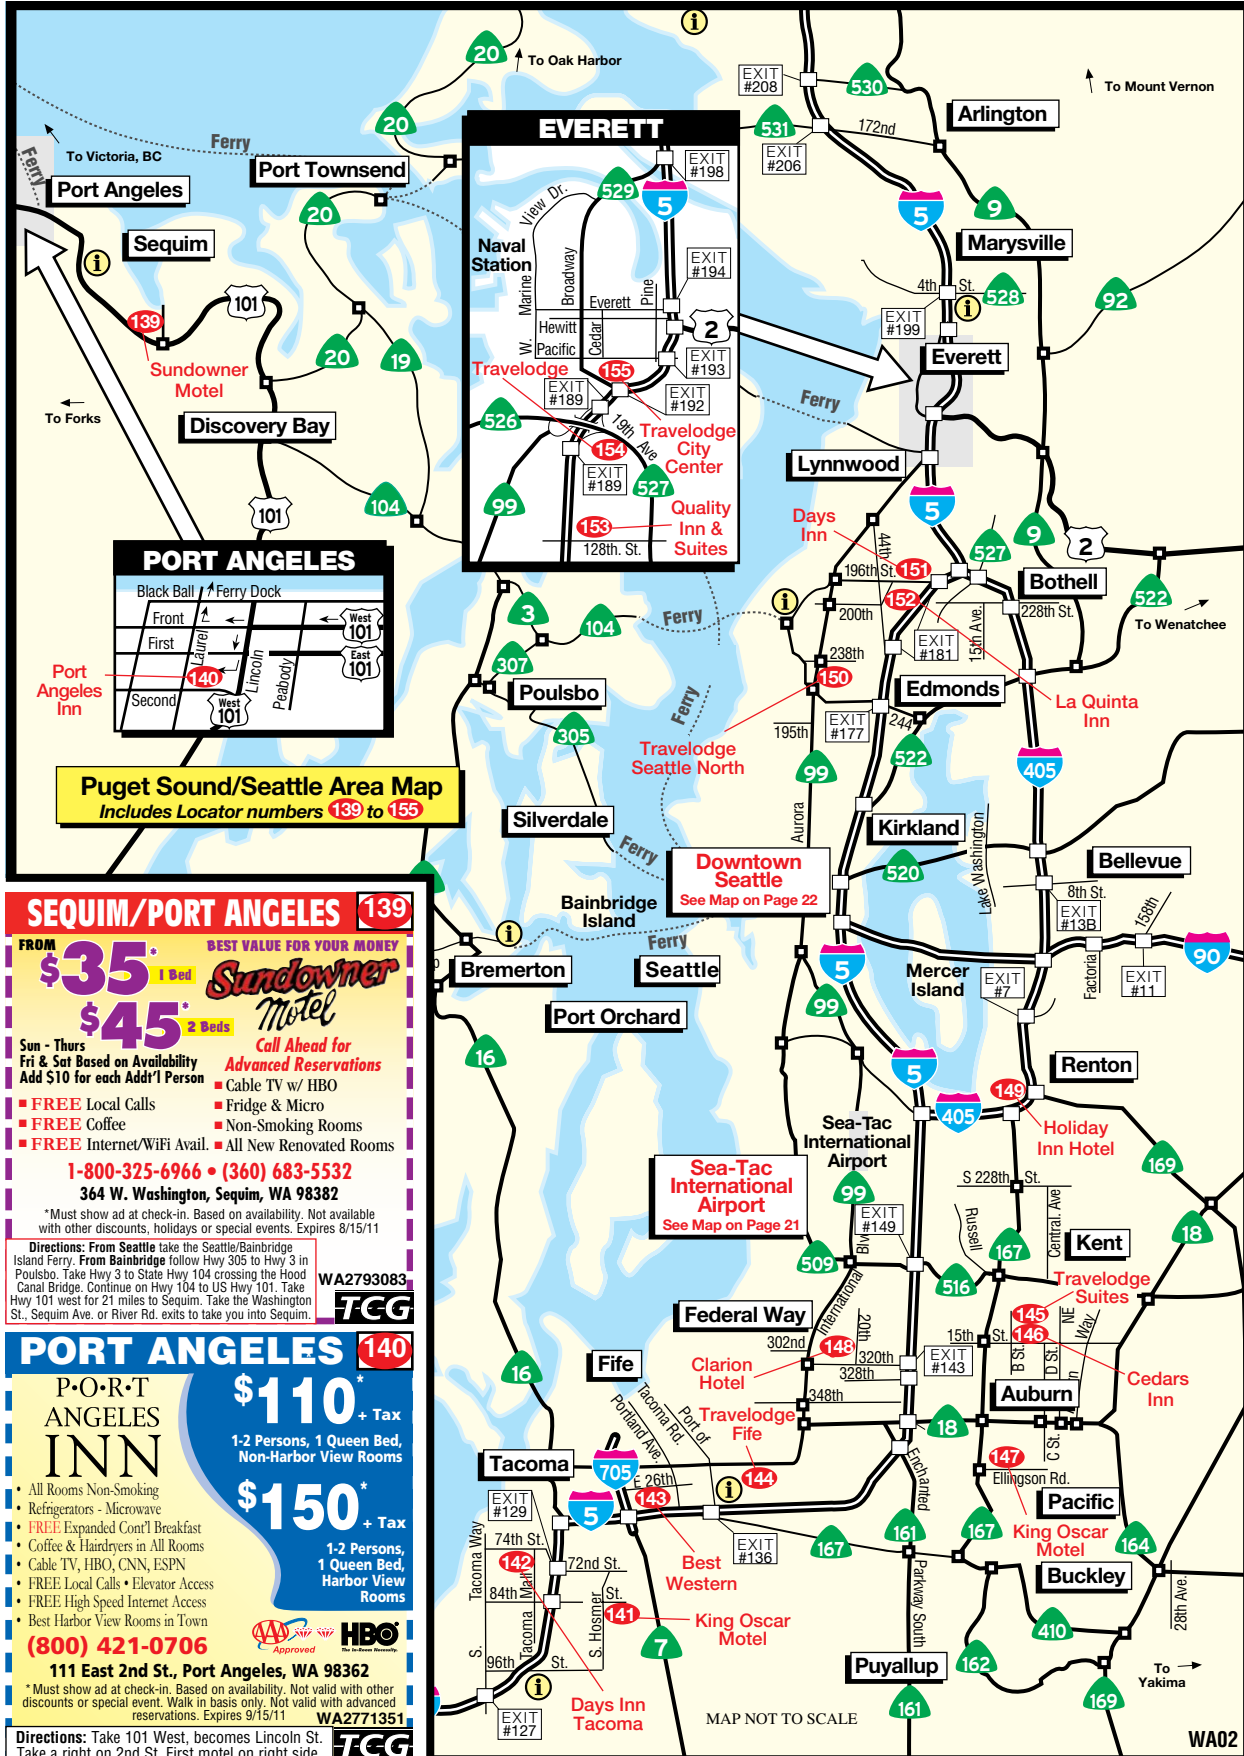 20
To Oak Harbor
EXIT
#208
530
To Mount Vernon
Arlington
20
531
172nd
EXIT
#206
Ferry
Ferry
To Victoria, BC
Port Angeles
Port Townsend
20
Sequim
101
139
Sundowner
Motel
20
19
To Forks
Discovery Bay
104
101
EVERETT
EXIT
#198
529
5
View Dr.
Naval
Station
Marine
Broadway
Pine
EXIT
#194
Everett
Hewitt
Cedar
2
W.
Pacific
EXIT
#193
Travelodge
155
EXIT
#189
EXIT
#192
526
19th Ave
Travelodge
City
Center
154
EXIT
#189
527
99
Quality
Inn &
Suites
153
128th. St.
5
9
Marysville
4th St.
528
92
EXIT
#199
Everett
Ferry
Lynnwood
5
Days
Inn
44th
9
2
527
196th St.
151
Bothell
522
152
200th
228th St.
15th Ave.
To Wenatchee
EXIT
#181
238th
150
Edmonds
La Quinta
Inn
EXIT
#177
244
195th
522
Travelodge
Seattle North
99
405
PORT ANGELES
Black Ball
Ferry Dock
Front
West
101
First
Laurel
East
101
Port
Angeles
Inn
140
Lincoln
Peabody
Second
West
101
3
104
Ferry
307
Poulsbo
305
Ferry
Puget Sound/Seattle Area Map
Includes Locator numbers 139 to 155
Silverdale
Aurora
Kirkland
Lake Washington
Ferry
Downtown
Seattle
See Map on Page 22
520
Bellevue
8th St.
EXIT
#13B
158th
Bainbridge
Island
Ferry
Bremerton
Seattle
5
Mercer
Island
EXIT
#7
Factoria
EXIT
#11
90
Port Orchard
99
16
5
Renton
149
405
Holiday
Inn Hotel
Sea-Tac
International
Airport
169
Sea-Tac
International
Airport
See Map on Page 21
99
S 228th St.
EXIT
#149
Russell
Central. Ave
18
Blv
167
Kent
509
516
Travelodge
Suites
Federal Way
International
145
NE
Way
302nd
20th
15th St.
146
148
320th
EXIT
#143
B St.
D St.
328th
Clarion
Hotel
Fife
16
Cedars
Inn
348th
Auburn
Travelodge
Fife
18
C St.
Tacoma Rd.
Portland Ave.
Port of
Tacoma
705
147
Enchanted
Ellingson Rd.
E 26th
144
143
Pacific
EXIT
#129
5
74th St.
EXIT
#136
167
161
167
King Oscar
Motel
164
Tacoma Way
142
72nd St.
Best
Western
Mall
84th
St.
Buckley
Tacoma
S. Hosmer
141
King Oscar
Motel
Parkway South
410
28th Ave.
S.
7
96th St.
Puyallup
162
To
Yakima
Days Inn
Tacoma
169
EXIT
#127
161
MAP NOT TO SCALE
WA02
SEQUIM/PORT ANGELES 139
FROM
$35* 1 Bed
$45* 2 Beds
BEST VALUE FOR YOUR MONEY
Sundowner
Motel
Sun - Thurs
Fri & Sat Based on Availability
Add $10 for each Addt'l Person
Call Ahead for
Advanced Reservations
FREE Local Calls
FREE Coffee
FREE Internet/WiFi Avail.
Cable TV w/ HBO
Fridge & Micro
Non-Smoking Rooms
All New Renovated Rooms
1-800-325-6966 • (360) 683-5532
364 W. Washington, Sequim, WA 98382
*Must show ad at check-in. Based on availability. Not available
with other discounts, holidays or special events. Expires 8/15/11
Directions: From Seattle take the Seattle/Bainbridge
Island Ferry. From Bainbridge follow Hwy 305 to Hwy 3 in
Poulsbo. Take Hwy 3 to State Hwy 104 crossing the Hood
Canal Bridge. Continue on Hwy 104 to US Hwy 101. Take
Hwy 101 west for 21 miles to Sequim. Take the Washington
St., Sequim Ave. or River Rd. exits to take you into Sequim.
WA2793083
TCG
PORT ANGELES 140
P•O•R•T
ANGELES
INN
$110* + Tax
1-2 Persons, 1 Queen Bed,
Non-Harbor View Rooms
$150* + Tax
1-2 Persons,
1 Queen Bed,
Harbor View
Rooms
• All Rooms Non-Smoking
• Refrigerators - Microwave
• FREE Expanded Cont'l Breakfast
• Coffee & Hairdryers in All Rooms
• Cable TV, HBO, CNN, ESPN
• FREE Local Calls • Elevator Access
• FREE High Speed Internet Access
• Best Harbor View Rooms in Town
(800) 421-0706
AAA
Approved
HBO
The In-Room Necessity.
111 East 2nd St., Port Angeles, WA 98362
*Must show ad at check-in. Based on availability. Not valid with other
discounts or special event. Walk in basis only. Not valid with advanced
reservations. Expires 9/15/11
WA2771351
Directions: Take 101 West, becomes Lincoln St.
Take a right on 2nd St. First motel on right side
TCG